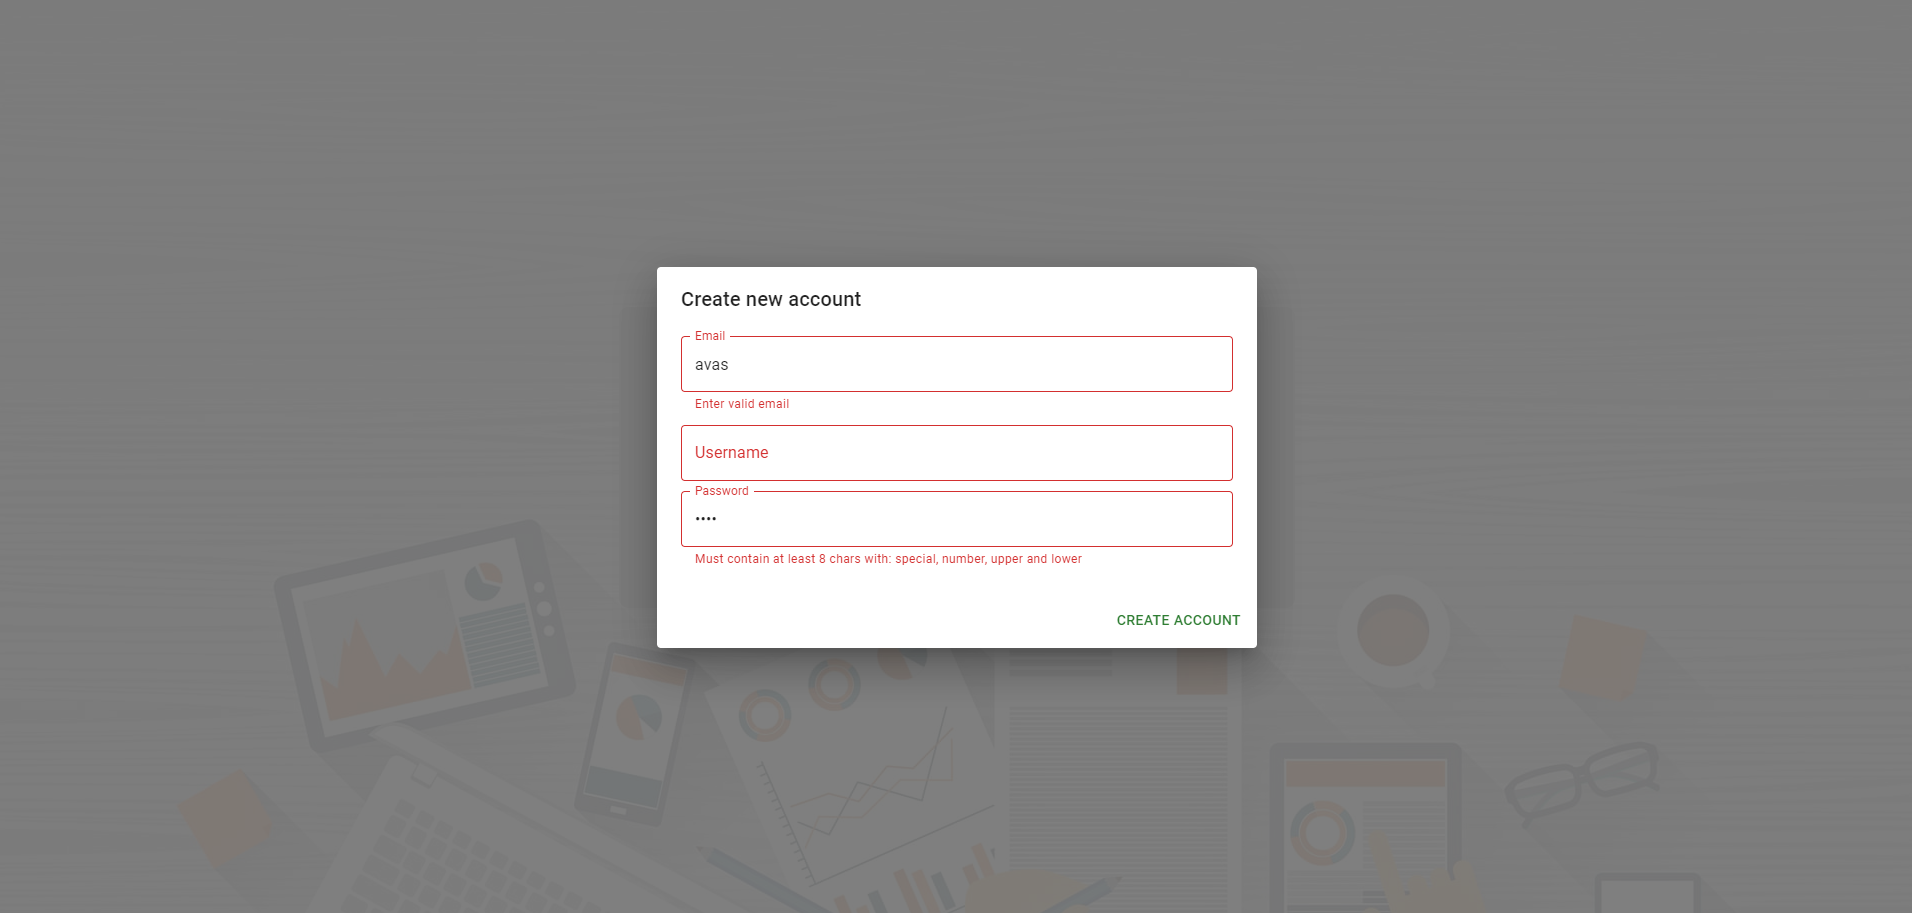 Create new account
Email
avas
Enter valid email
Username
Password
••••
Must contain at least 8 chars with: special, number, upper and lower
CREATE ACCOUNT